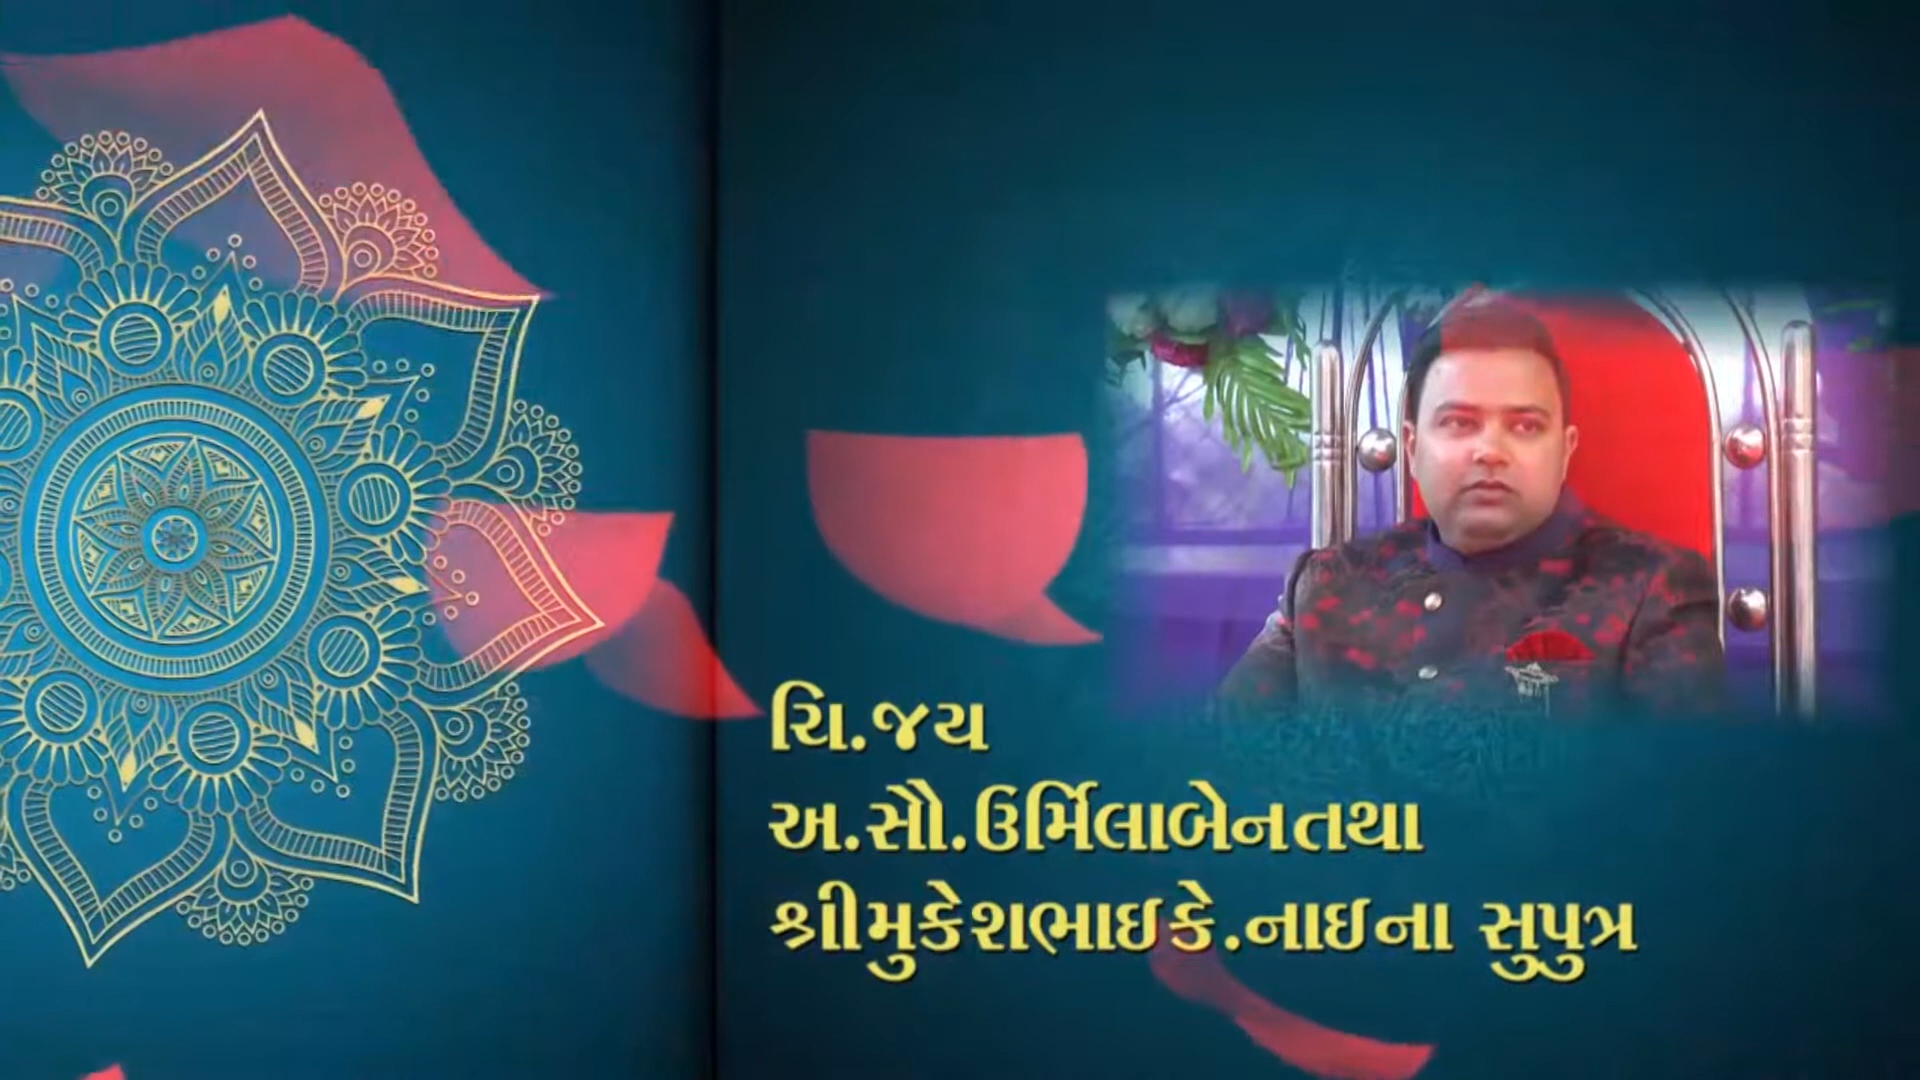 ચિ.જય
અ.સૌ.ઉર્મિલાબેનતથા
શ્રીમુકેશભાઇકે.નાઇના સુપુત્ર